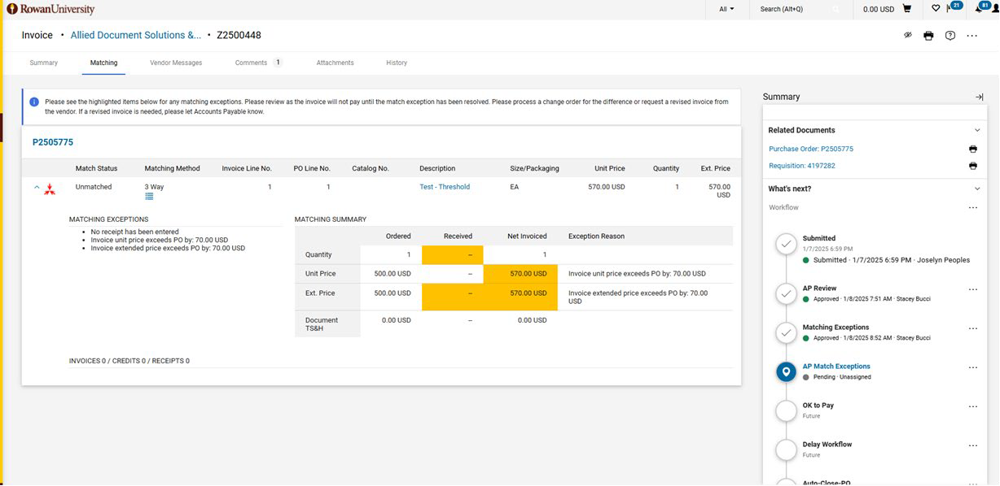 RowanUniversity
All
Search (Alt+Q)
0.00 USD
21
81
Invoice • Allied Document Solutions &... • Z2500448
Summary
Matching
Vendor Messages
Comments 1
Attachments
History
Please see the highlighted items below for any matching exceptions. Please review as the invoice will not pay until the match exception has been resolved. Please process a change order for the difference or request a revised invoice from
the vendor. If a revised invoice is needed, please let Accounts Payable know.
P2505775
Match Status Matching Method Invoice Line No. PO Line No. Catalog No. Description Size/Packaging Unit Price Quantity Ext. Price
Unmatched 3 Way 1 1 Test - Threshold EA 570.00 USD 1 570.00
USD
MATCHING EXCEPTIONS
• No receipt has been entered
• Invoice unit price exceeds PO by: 70.00 USD
• Invoice extended price exceeds PO by: 70.00 USD
MATCHING SUMMARY
Ordered Received Net Invoiced Exception Reason
Quantity 1 – 1
Unit Price 500.00 USD – 570.00 USD Invoice unit price exceeds PO by: 70.00 USD
Ext. Price 500.00 USD – 570.00 USD Invoice extended price exceeds PO by: 70.00
USD
Document 0.00 USD – 0.00 USD
TS&H
INVOICES 0 / CREDITS 0 / RECEIPTS 0
Summary
Related Documents
Purchase Order: P2505775
Requisition: 4197282
What's next?
Workflow
Submitted
1/7/2025 6:59 PM
Submitted · 1/7/2025 6:59 PM · Joselyn Peoples
AP Review
Approved · 1/8/2025 7:51 AM · Stacey Bucci
Matching Exceptions
Approved · 1/8/2025 8:52 AM · Stacey Bucci
AP Match Exceptions
Pending · Unassigned
OK to Pay
Future
Delay Workflow
Future
Auto-Close-PO